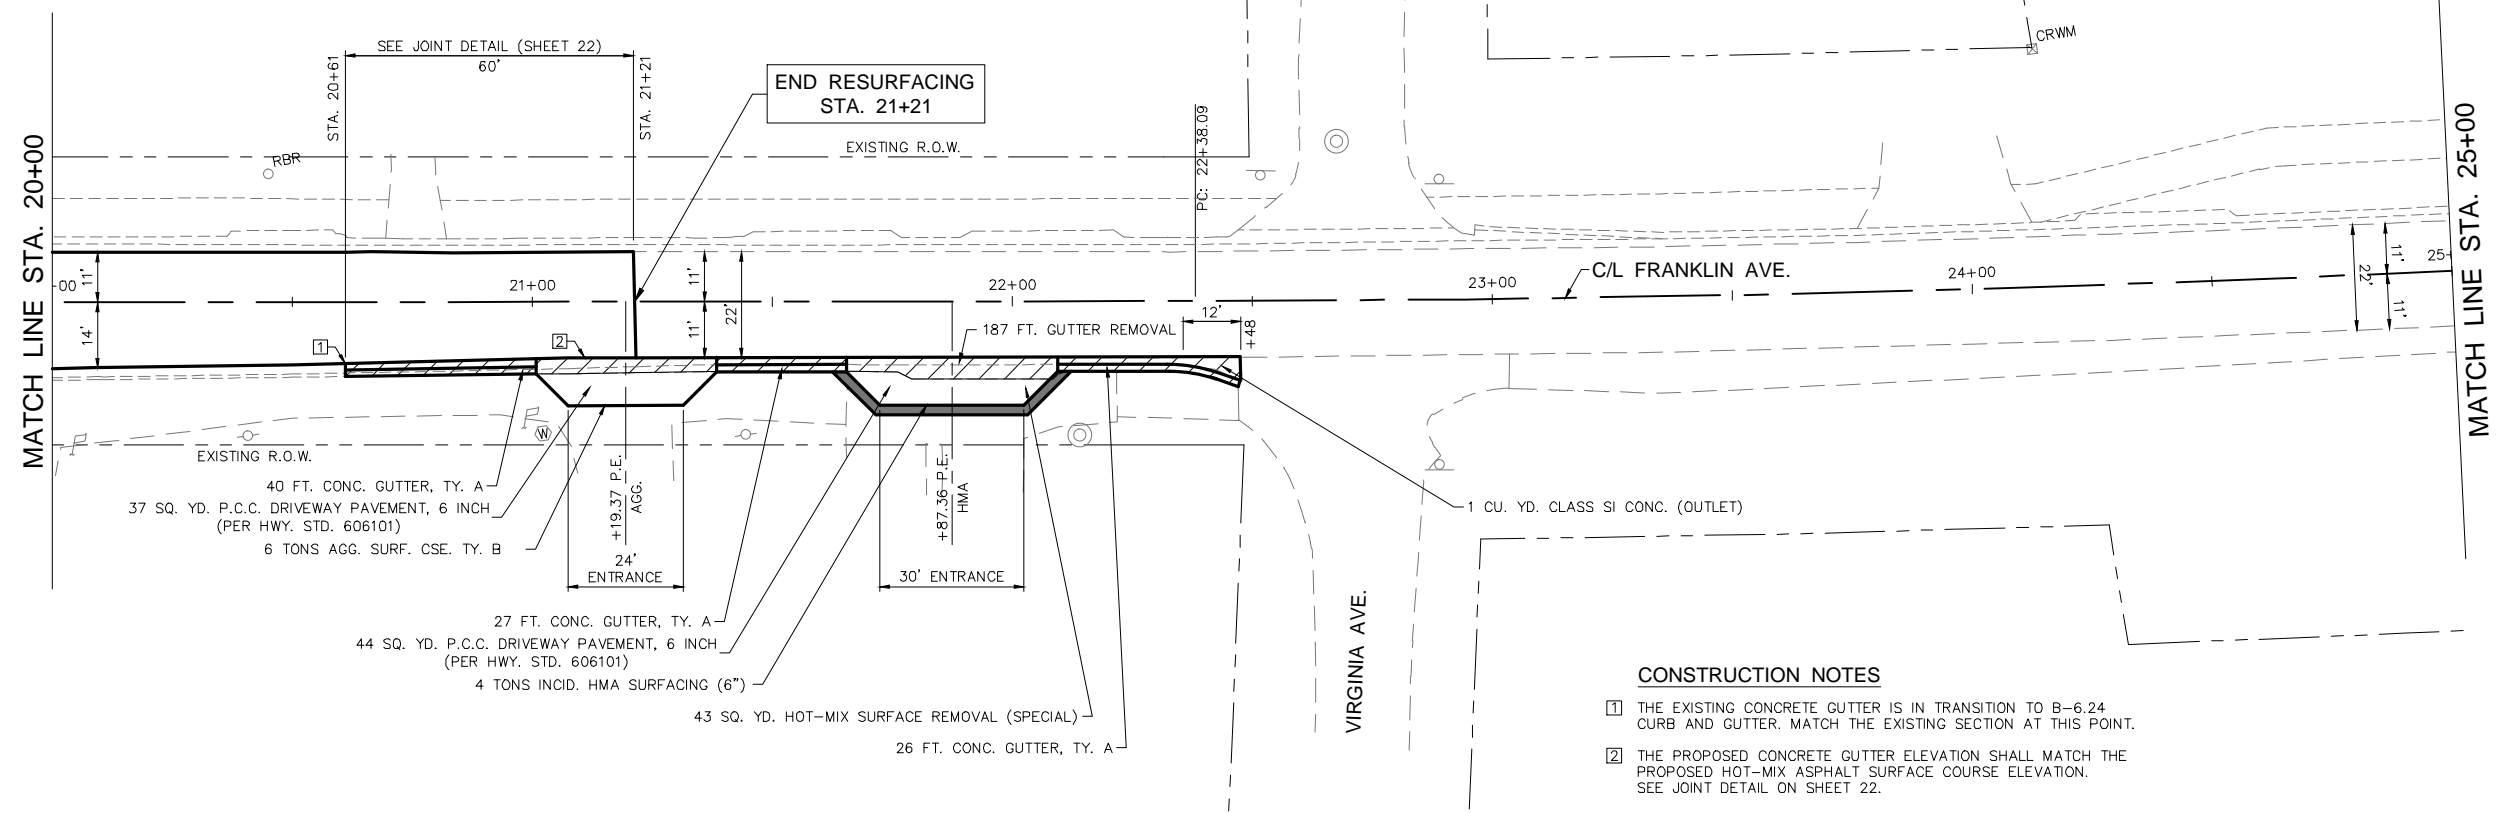 SEE JOINT DETAIL (SHEET 22)
60'
STA. 20+61
STA. 21+21
END RESURFACING
STA. 21+21
CRWM
RBR
EXISTING R.O.W.
PC: 22+38.09
MATCH LINE STA. 20+00
MATCH LINE STA. 25+00
00
21+00
22+00
23+00
24+00
25
C/L FRANKLIN AVE.
11'
14'
11'
11'
22'
11'
22'
11'
12'
+48
187 FT. GUTTER REMOVAL
1
2
W
EXISTING R.O.W.
40 FT. CONC. GUTTER, TY. A
37 SQ. YD. P.C.C. DRIVEWAY PAVEMENT, 6 INCH
(PER HWY. STD. 606101)
6 TONS AGG. SURF. CSE. TY. B
+19.37 P.E.
AGG.
+87.36 P.E.
HMA
24'
ENTRANCE
30' ENTRANCE
1 CU. YD. CLASS SI CONC. (OUTLET)
27 FT. CONC. GUTTER, TY. A
44 SQ. YD. P.C.C. DRIVEWAY PAVEMENT, 6 INCH
(PER HWY. STD. 606101)
4 TONS INCID. HMA SURFACING (6")
43 SQ. YD. HOT-MIX SURFACE REMOVAL (SPECIAL)
26 FT. CONC. GUTTER, TY. A
VIRGINIA AVE.
CONSTRUCTION NOTES
1 THE EXISTING CONCRETE GUTTER IS IN TRANSITION TO B-6.24
CURB AND GUTTER. MATCH THE EXISTING SECTION AT THIS POINT.
2 THE PROPOSED CONCRETE GUTTER ELEVATION SHALL MATCH THE
PROPOSED HOT-MIX ASPHALT SURFACE COURSE ELEVATION.
SEE JOINT DETAIL ON SHEET 22.